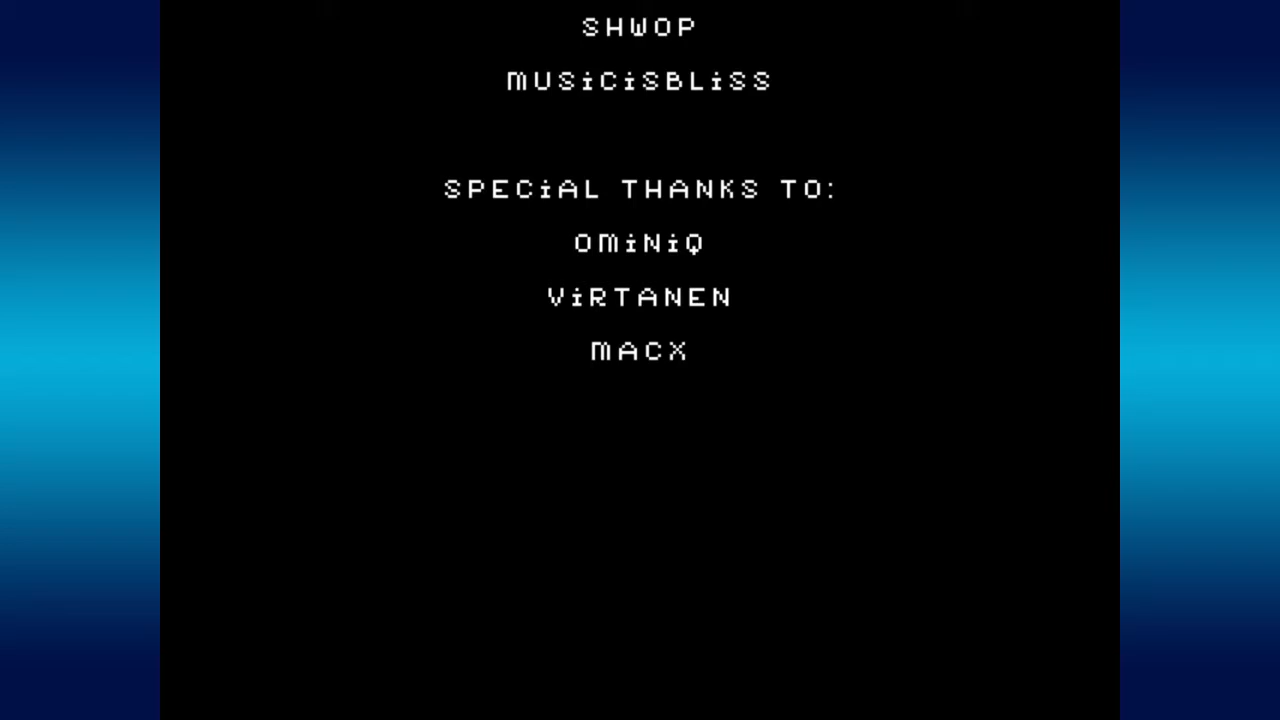 SHWOP
MUSiCiSBLiSS
SPECiAL THANKS TO:
OMiNiQ
ViRTANEN
MACX